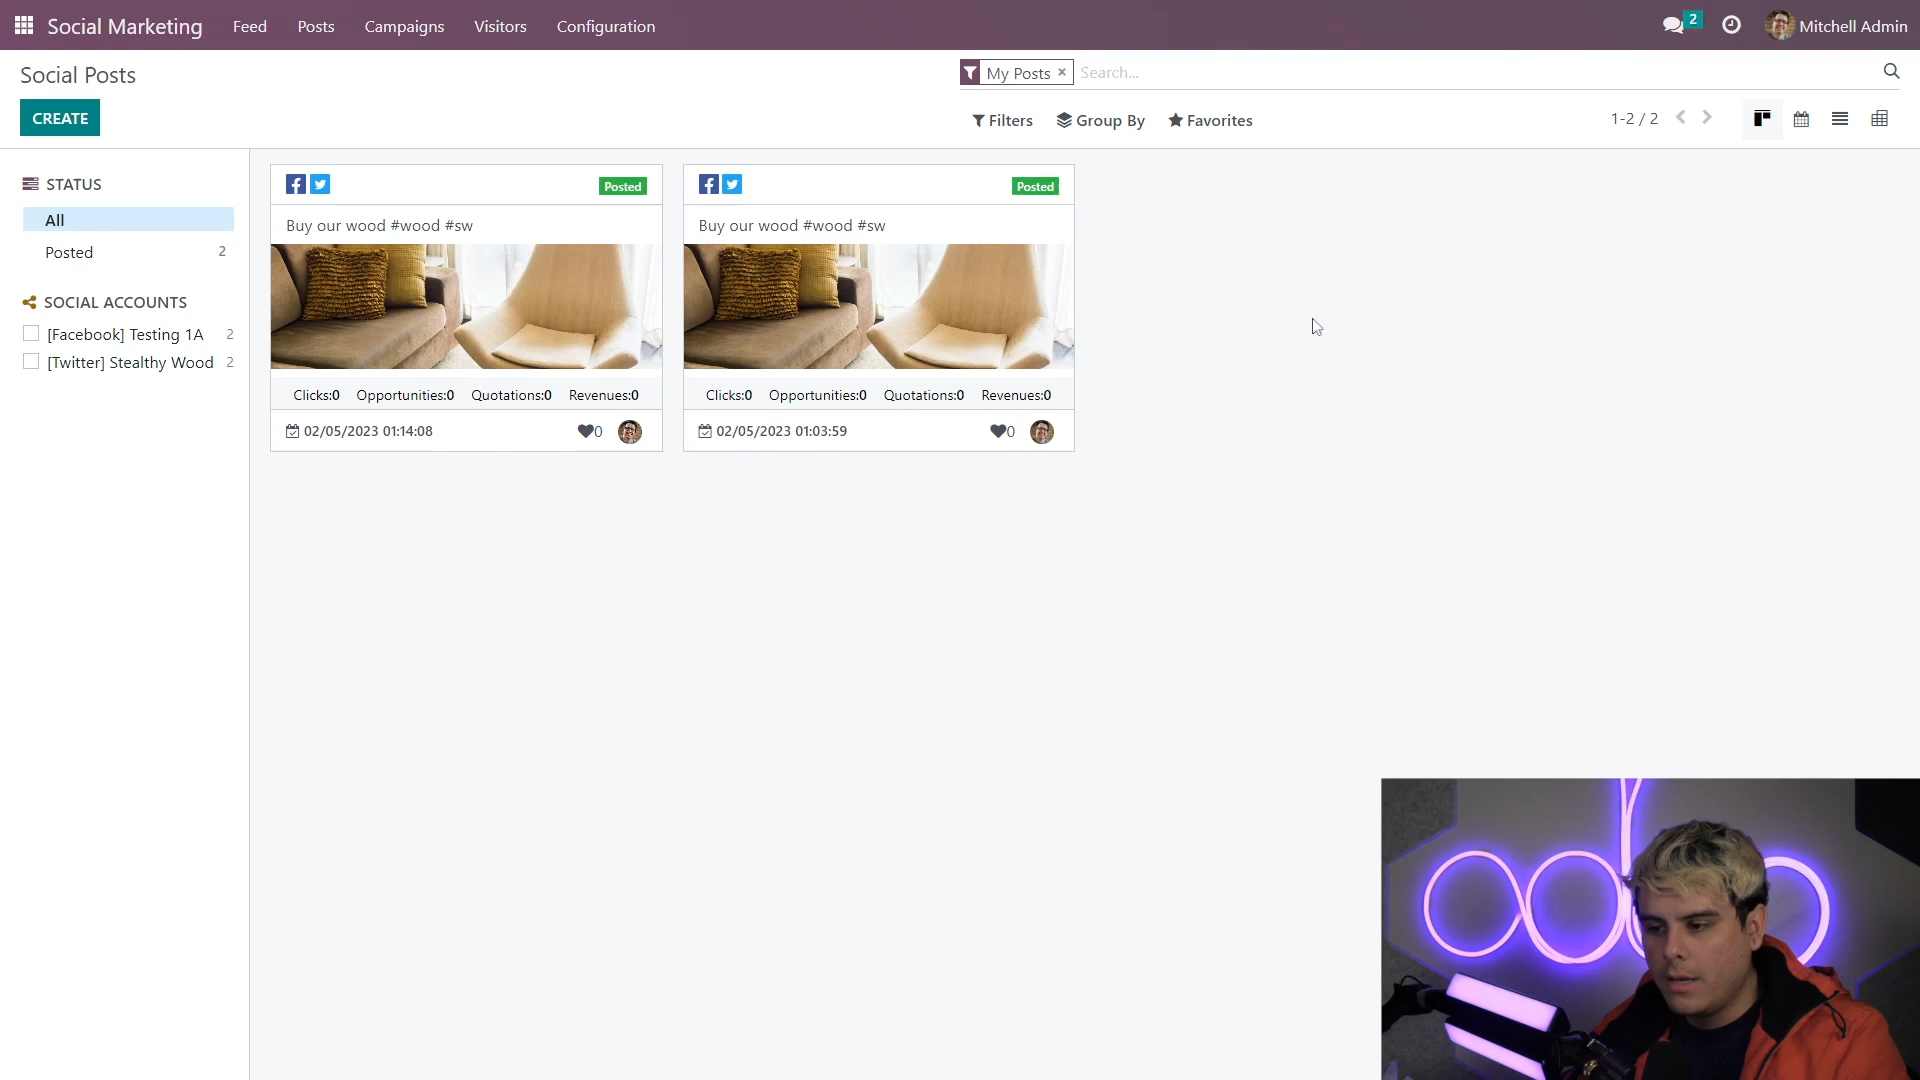 Social Marketing Feed Posts Campaigns Visitors Configuration 2 Mitchell Admin
Social Posts
My Posts × Search...
CREATE
Filters Group By Favorites
1-2 / 2
STATUS
All
Posted 2
SOCIAL ACCOUNTS
[Facebook] Testing 1A 2
[Twitter] Stealthy Wood 2
Posted
Buy our wood #wood #sw
Clicks:0 Opportunities:0 Quotations:0 Revenues:0
02/05/2023 01:14:08 0
Posted
Buy our wood #wood #sw
Clicks:0 Opportunities:0 Quotations:0 Revenues:0
02/05/2023 01:03:59 0
odoo